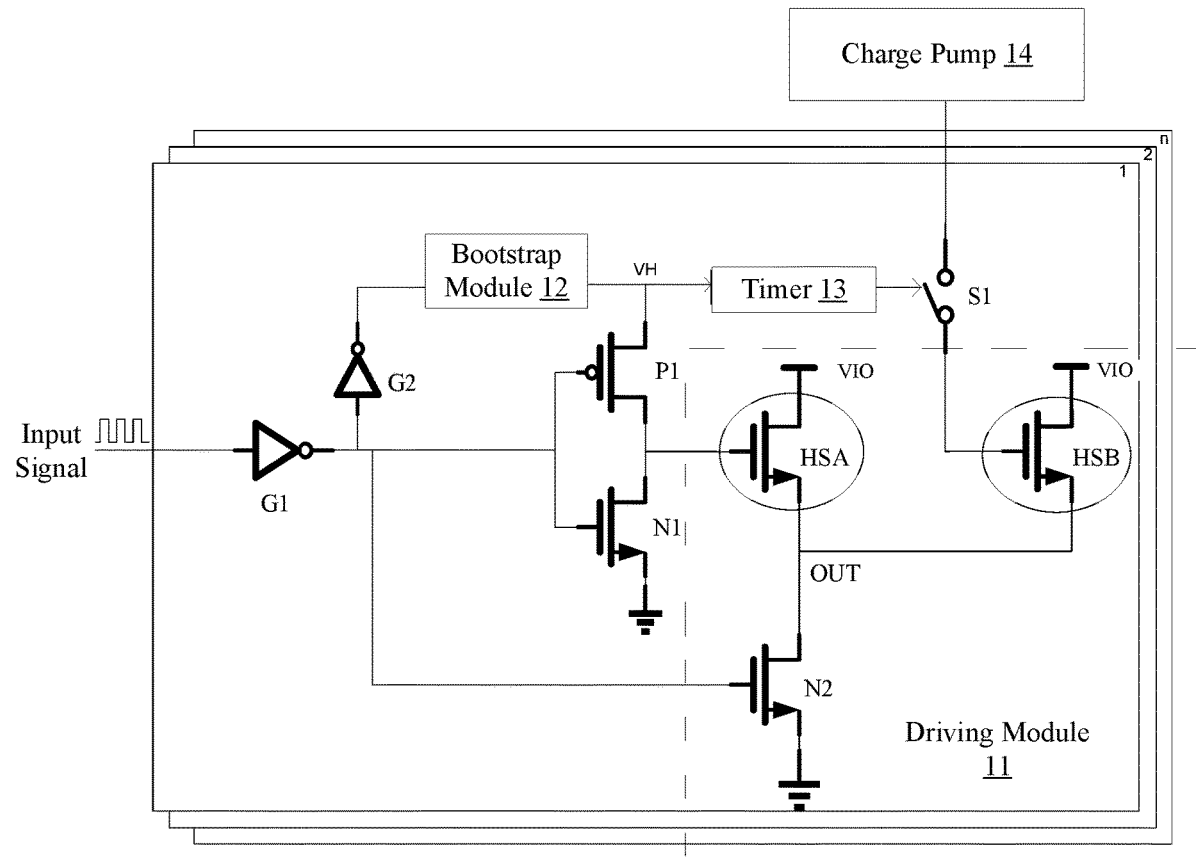 Charge Pump 14
n
2
1
Bootstrap
Module 12
VH
Timer 13
S1
G2
P1
VIO
VIO
Input
Signal
G1
HSA
HSB
N1
OUT
N2
Driving Module
11